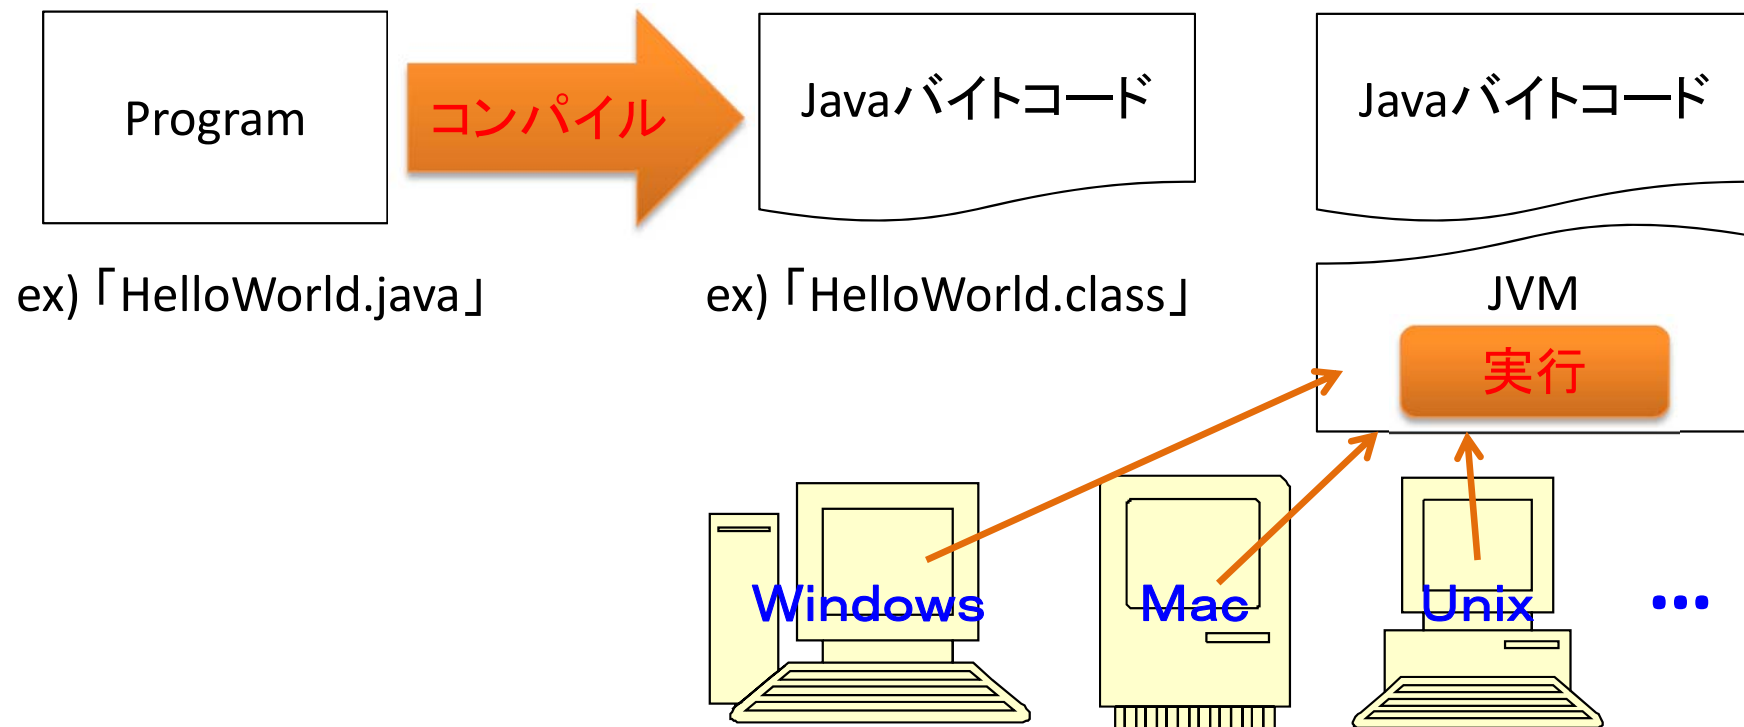 Program
コンパイル
Javaバイトコード
Javaバイトコード
ex)「HelloWorld.java」
ex)「HelloWorld.class」
JVM
実行
Windows
Mac
Unix
…